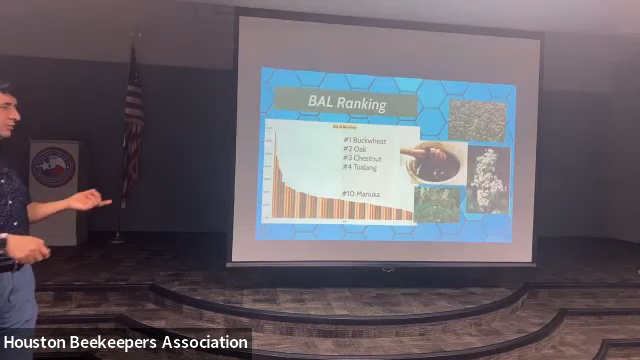 BAL Ranking
#1 Buckwheat
#2 Oak
#3 Chestnut
#4 Tualang
#10 Manuka
Houston Beekeepers Association